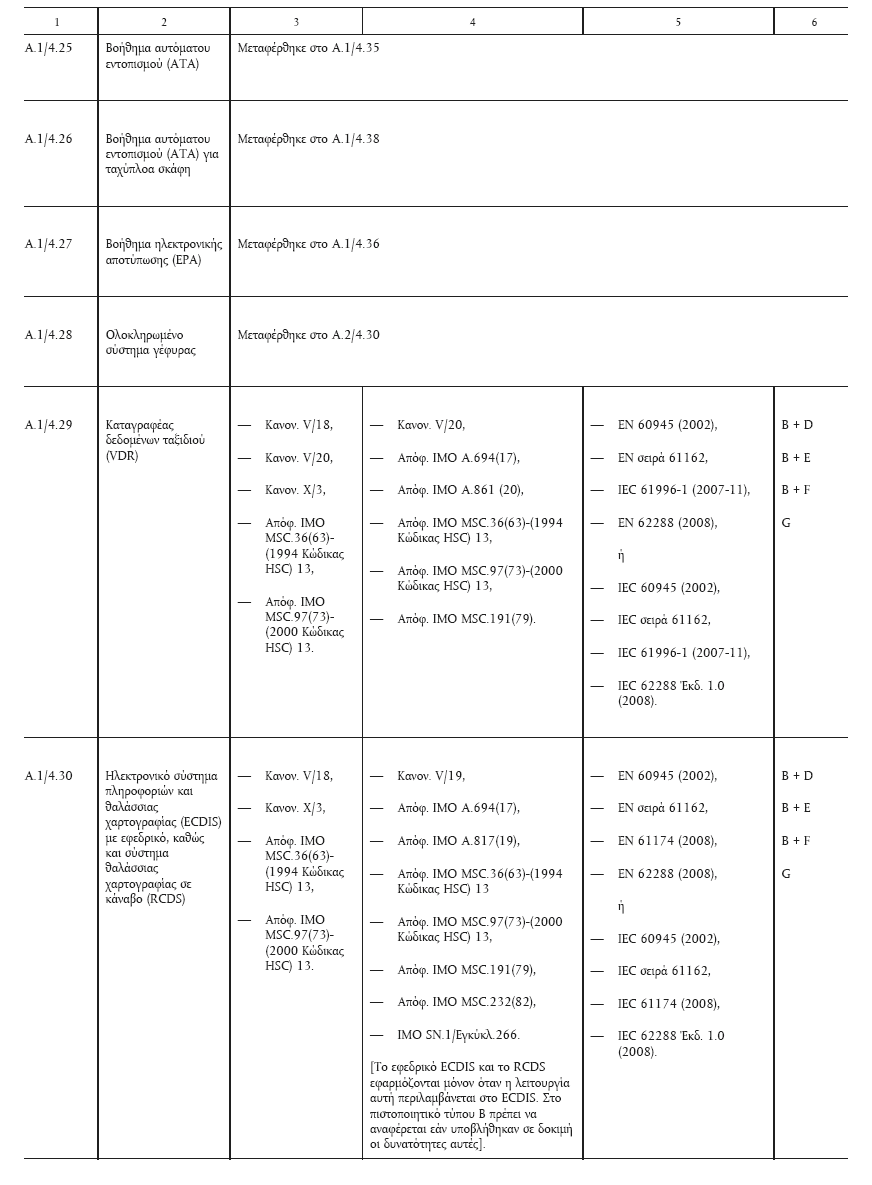 1 2 3 4 5 6
A.1/4.25 Βοήθημα αυτόματου Μεταφέρθηκε στο A.1/4.35
εντοπισμού (ATA)
A.1/4.26 Βοήθημα αυτόματου Μεταφέρθηκε στο A.1/4.38
εντοπισμού (ATA) για
ταχύπλοα σκάφη
A.1/4.27 Βοήθημα ηλεκτρονικής Μεταφέρθηκε στο A.1/4.36
αποτύπωσης (EPA)
A.1/4.28 Ολοκληρωμένο Μεταφέρθηκε στο A.2/4.30
σύστημα γέφυρας
A.1/4.29
Καταγραφέας
δεδομένων ταξιδιού
(VDR)
— Κανον. V/18,
— Κανον. V/20,
— Κανον. X/3,
— Απόφ. IMO
MSC.36(63)-
(1994 Κώδικας
HSC) 13,
— Απόφ. IMO
MSC.97(73)-
(2000 Κώδικας
HSC) 13.
— Κανον. V/20,
— Απόφ. IMO A.694(17),
— Απόφ. IMO A.861 (20),
— Απόφ. IMO MSC.36(63)-(1994
Κώδικας HSC) 13,
— Απόφ. IMO MSC.97(73)-(2000
Κώδικας HSC) 13,
— Απόφ. IMO MSC.191(79).
— EN 60945 (2002),
— EN σειρά 61162,
— IEC 61996-1 (2007-11),
— EN 62288 (2008),
ή
— IEC 60945 (2002),
— IEC σειρά 61162,
— IEC 61996-1 (2007-11),
— IEC 62288 Έκδ. 1.0
(2008).
B + D
B + E
B + F
G
A.1/4.30
Ηλεκτρονικό σύστημα
πληροφοριών και
θαλάσσιας
χαρτογραφίας (ECDIS)
με εφεδρικό, καθώς
και σύστημα
θαλάσσιας
χαρτογραφίας σε
κάναβο (RCDS)
— Κανον. V/18,
— Κανον. X/3,
— Απόφ. IMO
MSC.36(63)-
(1994 Κώδικας
HSC) 13,
— Απόφ. IMO
MSC.97(73)-
(2000 Κώδικας
HSC) 13.
— Κανον. V/19,
— Απόφ. IMO A.694(17),
— Απόφ. IMO A.817(19),
— Απόφ. IMO MSC.36(63)-(1994
Κώδικας HSC) 13
— Απόφ. IMO MSC.97(73)-(2000
Κώδικας HSC) 13,
— Απόφ. IMO MSC.191(79),
— Απόφ. IMO MSC.232(82),
— IMO SN.1/Εγκύκλ.266.
[Το εφεδρικό ECDIS και το RCDS
εφαρμόζονται μόνον όταν η λειτουργία
αυτή περιλαμβάνεται στο ECDIS. Στο
πιστοποιητικό τύπου B πρέπει να
αναφέρεται εάν υποβλήθηκαν σε δοκιμή
οι δυνατότητες αυτές].
— EN 60945 (2002),
— EN σειρά 61162,
— EN 61174 (2008),
— EN 62288 (2008),
ή
— IEC 60945 (2002),
— IEC σειρά 61162,
— IEC 61174 (2008),
— IEC 62288 Έκδ. 1.0
(2008).
B + D
B + E
B + F
G